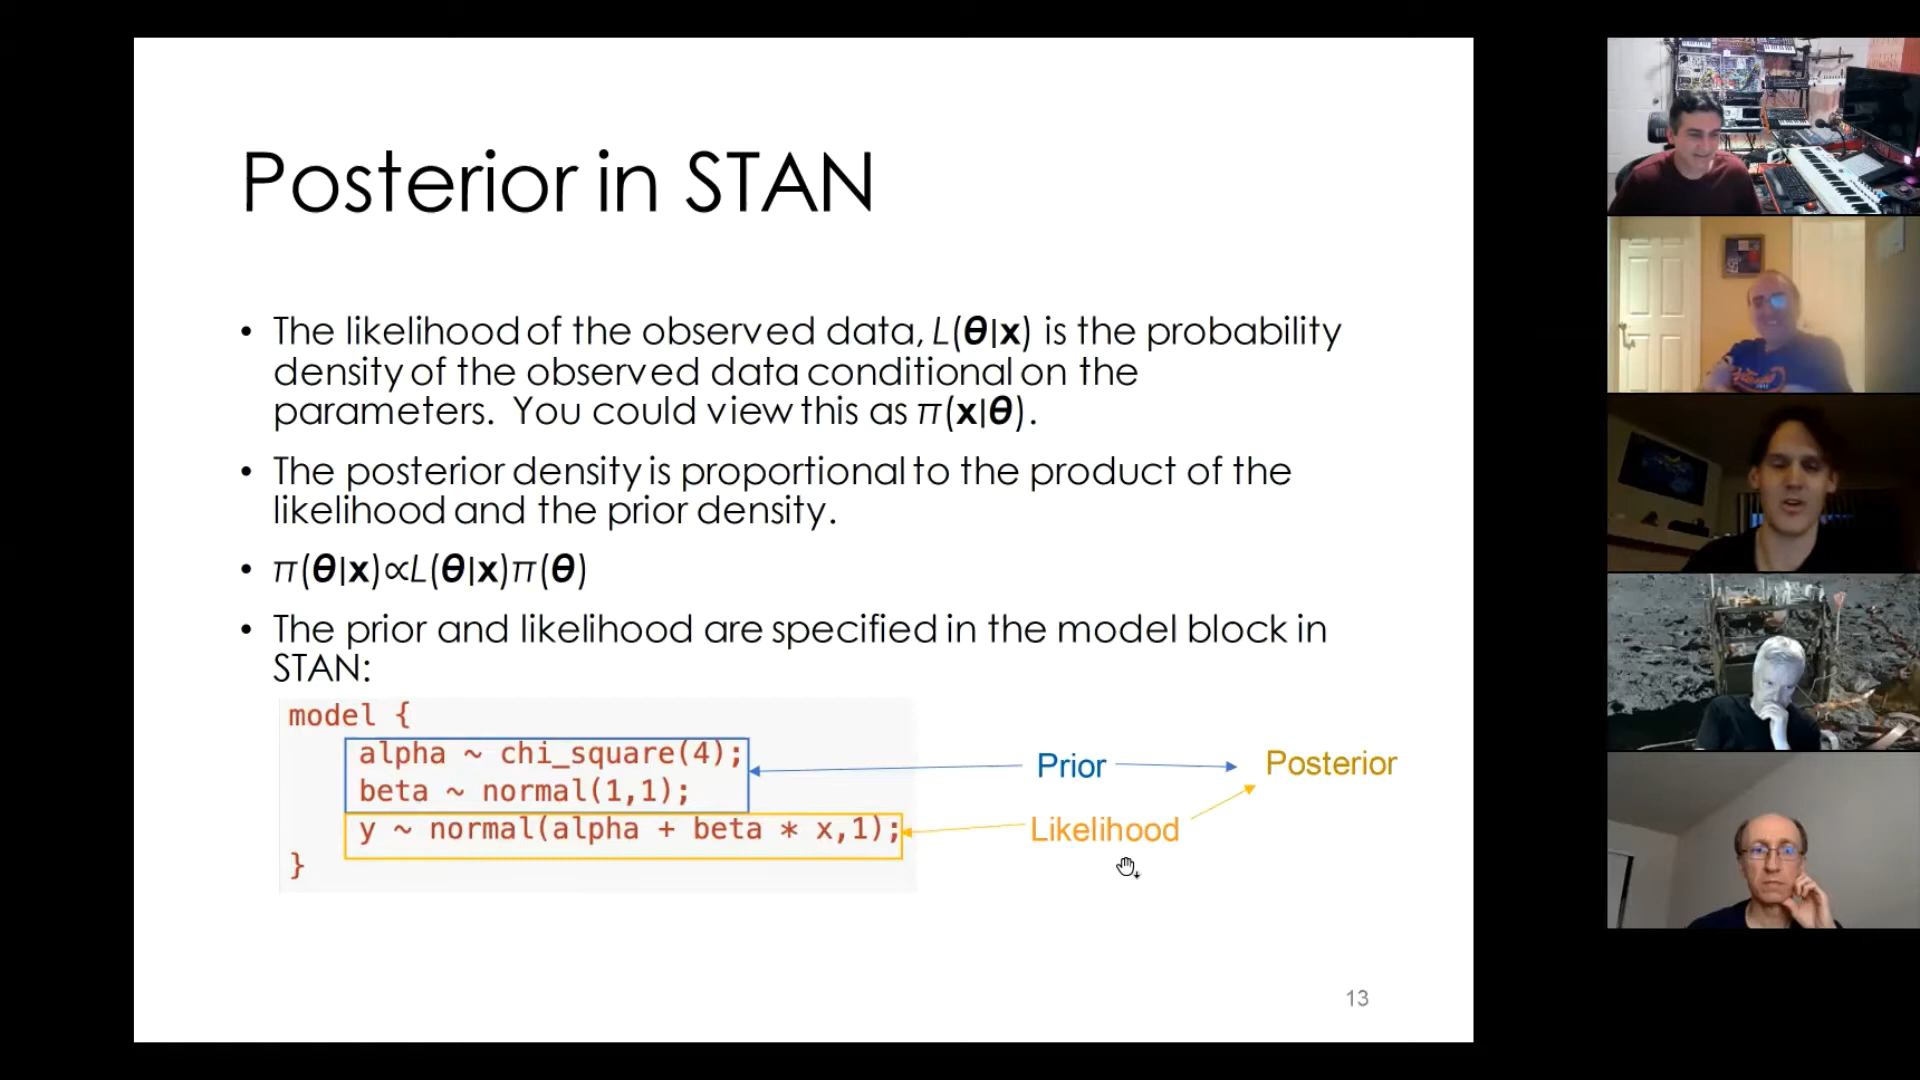 Posterior in STAN
• The likelihood of the observed data, L(θ|x) is the probability
density of the observed data conditional on the
parameters. You could view this as π(x|θ).
• The posterior density is proportional to the product of the
likelihood and the prior density.
• π(θ|x)∝L(θ|x)π(θ)
• The prior and likelihood are specified in the model block in
STAN:
model {
alpha ~ chi_square(4);
beta ~ normal(1,1);
y ~ normal(alpha + beta * x,1);
}
Prior
Posterior
Likelihood
13